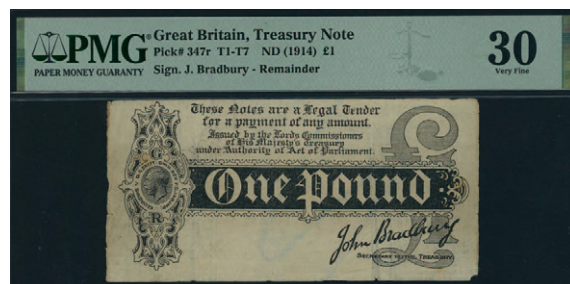 PMG
PAPER MONEY GUARANTY
Great Britain, Treasury Note
Pick# 347r T1-T7 ND (1914) £1
Sign. J. Bradbury - Remainder
30
Very Fine
These Notes are a Legal Tender
for a payment of any amount.
Issued by the Lords Commissioners
of His Majesty's Treasury
under Authority of Act of Parliament.
G
R
£1
One Pound
John Bradbury
SECRETARY TO THE TREASURY.